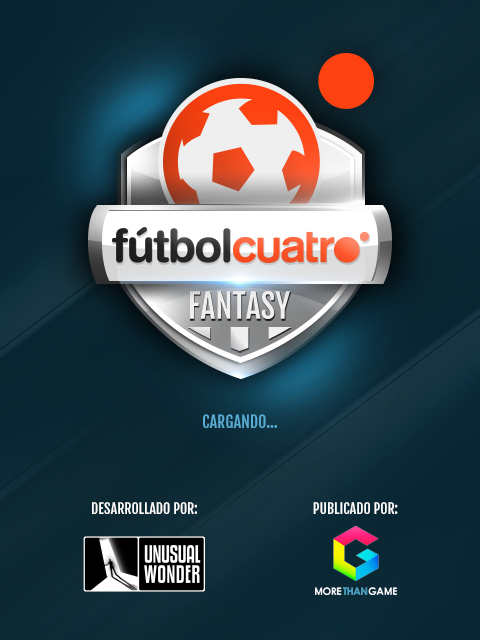 fútbolcuatro
FANTASY
CARGANDO...
DESARROLLADO POR:
PUBLICADO POR:
UNUSUAL
WONDER
MORETHANGAME